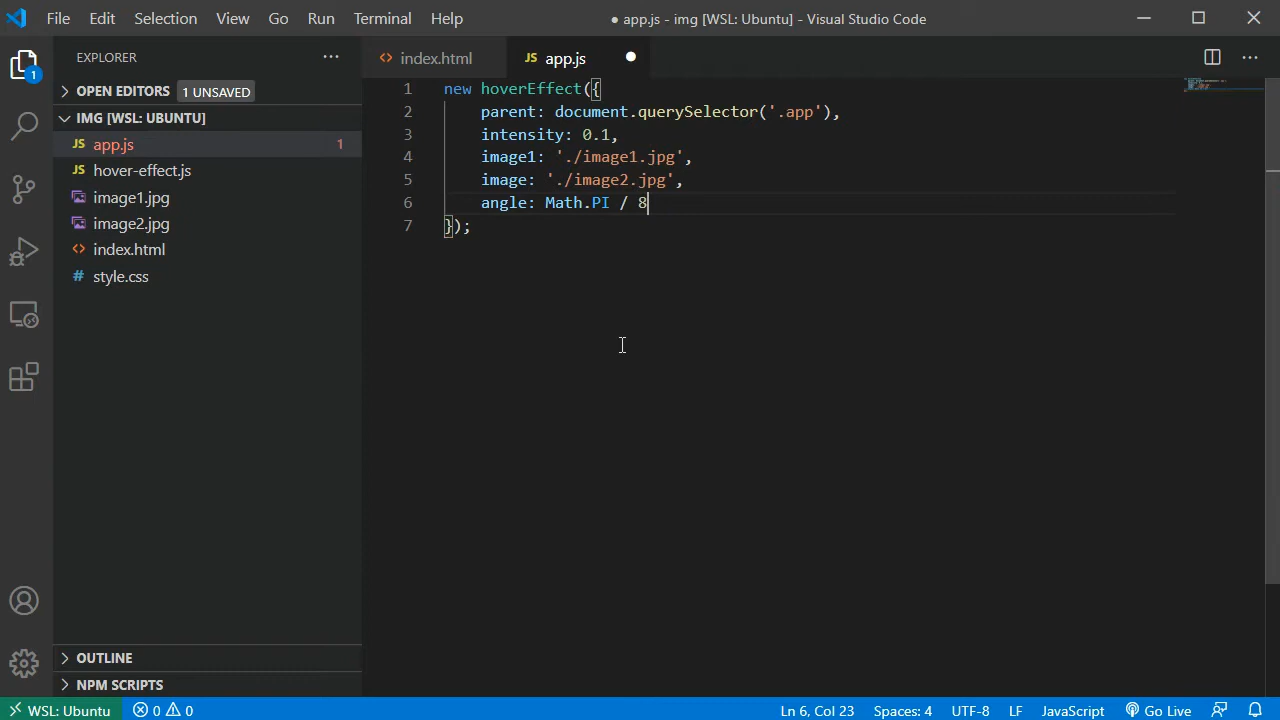 File Edit Selection View Go Run Terminal Help ● app.js - img [WSL: Ubuntu] - Visual Studio Code
EXPLORER ···
1
OPEN EDITORS 1 UNSAVED
IMG [WSL: UBUNTU]
JS app.js 1
JS hover-effect.js
image1.jpg
image2.jpg
<> index.html
# style.css
OUTLINE
NPM SCRIPTS
<> index.html JS app.js ●
1 new hoverEffect({
2 parent: document.querySelector('.app'),
3 intensity: 0.1,
4 image1: './image1.jpg',
5 image: './image2.jpg',
6 angle: Math.PI / 8
7 });
WSL: Ubuntu 0 0 Ln 6, Col 23 Spaces: 4 UTF-8 LF JavaScript Go Live